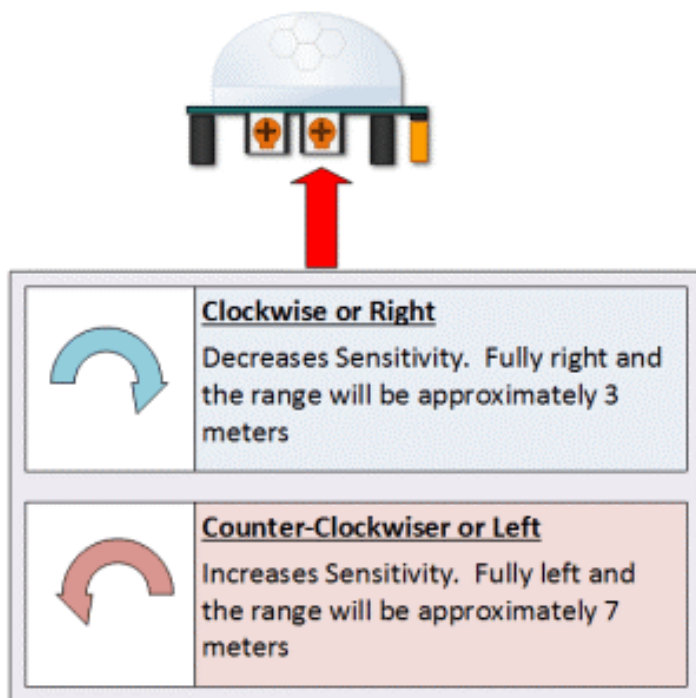 Clockwise or Right
Decreases Sensitivity.  Fully right and
the range will be approximately 3
meters
Counter-Clockwiser or Left
Increases Sensitivity.  Fully left and
the range will be approximately 7
meters